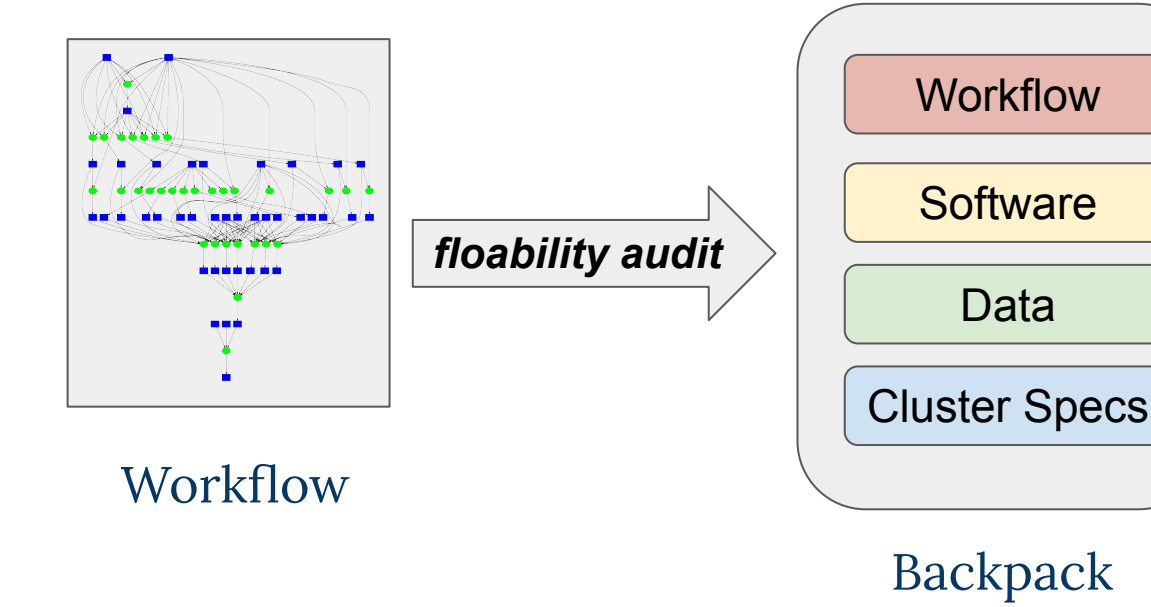 Workflow
floability audit
Workflow
Software
Data
Cluster Specs
Backpack